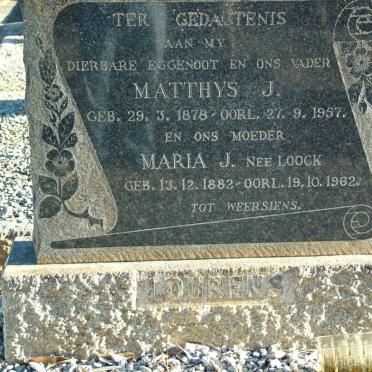 TER GEDAGTENIS
AAN MY
DIERBARE EGGENOOT EN ONS VADER
MATTHYS J.
GEB. 29. 3. 1878 - OORL. 27. 9. 1957.
EN ONS MOEDER
MARIA J. NEE LOOCK
GEB. 13. 12. 1882 - OORL. 19. 10. 1962.
TOT WEERSIENS.
LOURENS